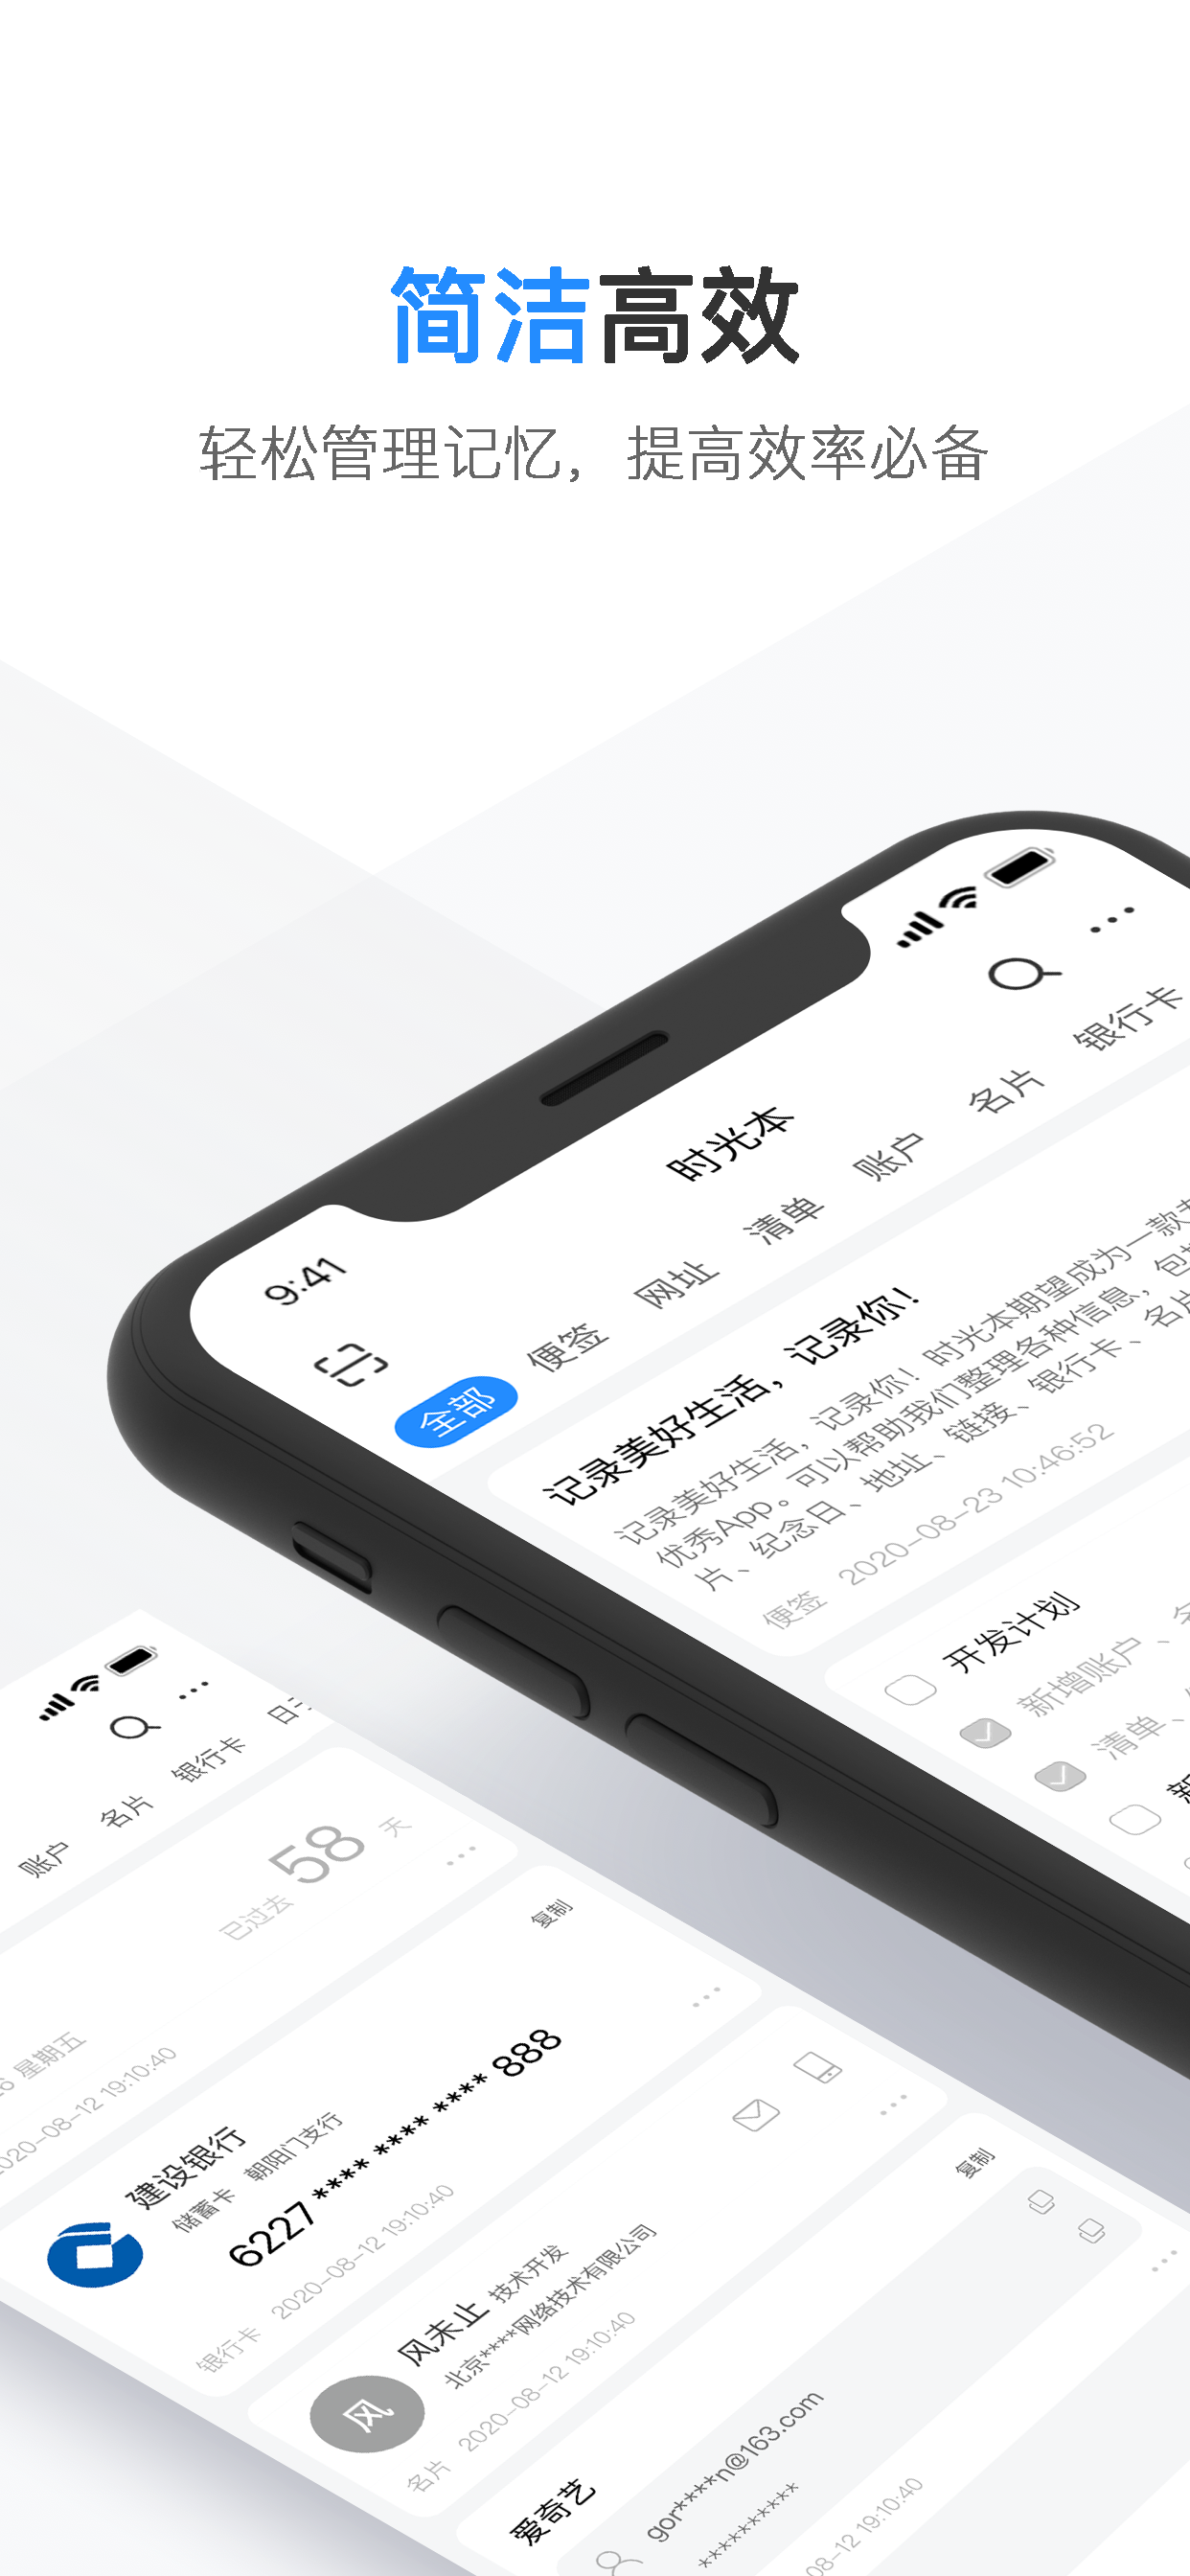 简洁高效
轻松管理记忆，提高效率必备
9:41
时光本
全部 便签 网址 清单 账户 名片 银行卡
记录美好生活，记录你！
记录美好生活，记录你！时光本期望成为一款
优秀App。可以帮助我们整理各种信息，包
片、纪念日、地址、链接、银行卡、名片
便签 2020-08-23 10:46:52
开发计划
新增账户、
清单、
账户 名片 银行卡 日
已过去 58 天
星期五
020-08-12 19:10:40
建设银行
复制
储蓄卡 朝阳门支行
6227 **** **** **** 888
银行卡 2020-08-12 19:10:40
风
风未止 技术开发
北京****网络技术有限公司
名片 2020-08-12 19:10:40
爱奇艺
复制
gor****n@163.com
**********
08-12 19:10:40